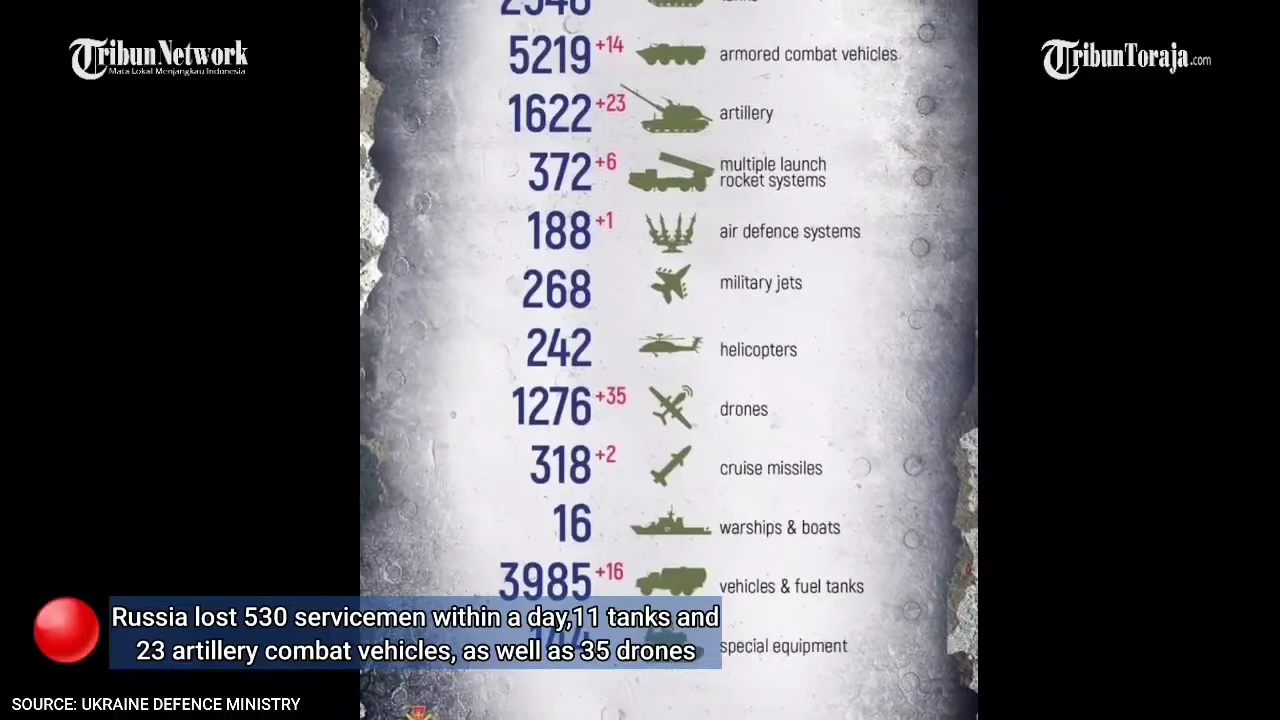 TribunNetwork
Mata Lokal Menjangkau Indonesia
TribunToraja.com
2546 tanks
5219 +14 armored combat vehicles
1622 +23 artillery
372 +6 multiple launch
rocket systems
188 +1 air defence systems
268 military jets
242 helicopters
1276 +35 drones
318 +2 cruise missiles
16 warships & boats
3985 +16 vehicles & fuel tanks
special equipment
Russia lost 530 servicemen within a day,11 tanks and
23 artillery combat vehicles, as well as 35 drones
SOURCE: UKRAINE DEFENCE MINISTRY